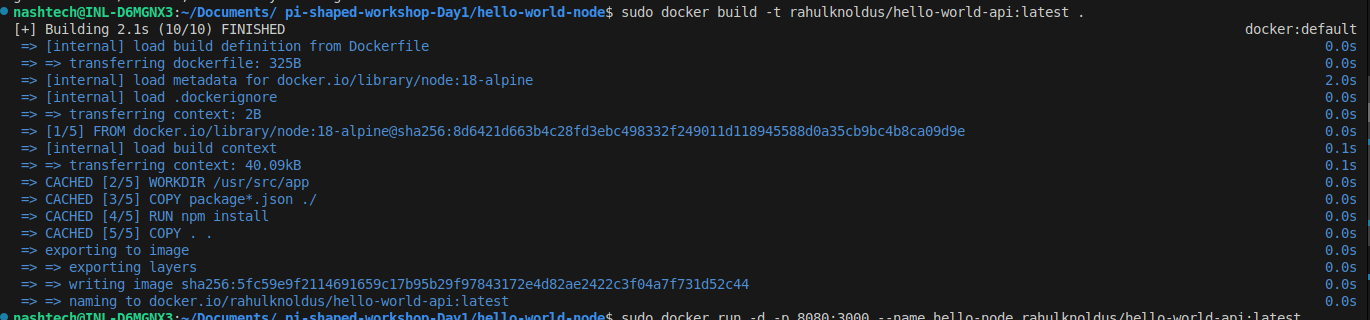 nashtech@INL-D6MGNX3:~/Documents/ pi-shaped-workshop-Day1/hello-world-node$ sudo docker build -t rahulknoldus/hello-world-api:latest .
[+] Building 2.1s (10/10) FINISHED docker:default
=> [internal] load build definition from Dockerfile 0.0s
=> => transferring dockerfile: 325B 0.0s
=> [internal] load metadata for docker.io/library/node:18-alpine 2.0s
=> [internal] load .dockerignore 0.0s
=> => transferring context: 2B 0.0s
=> [1/5] FROM docker.io/library/node:18-alpine@sha256:8d6421d663b4c28fd3ebc498332f249011d118945588d0a35cb9bc4b8ca09d9e 0.0s
=> [internal] load build context 0.1s
=> => transferring context: 40.09kB 0.1s
=> CACHED [2/5] WORKDIR /usr/src/app 0.0s
=> CACHED [3/5] COPY package*.json ./ 0.0s
=> CACHED [4/5] RUN npm install 0.0s
=> CACHED [5/5] COPY . . 0.0s
=> exporting to image 0.0s
=> => exporting layers 0.0s
=> => writing image sha256:5fc59e9f2114691659c17b95b29f97843172e4d82ae2422c3f04a7f731d52c44 0.0s
=> => naming to docker.io/rahulknoldus/hello-world-api:latest 0.0s
nashtech@INL-D6MGNX3:~/Documents/ pi-shaped-workshop-Day1/hello-world-node$ sudo docker run -d -p 8080:3000 --name hello-node rahulknoldus/hello-world-api:latest